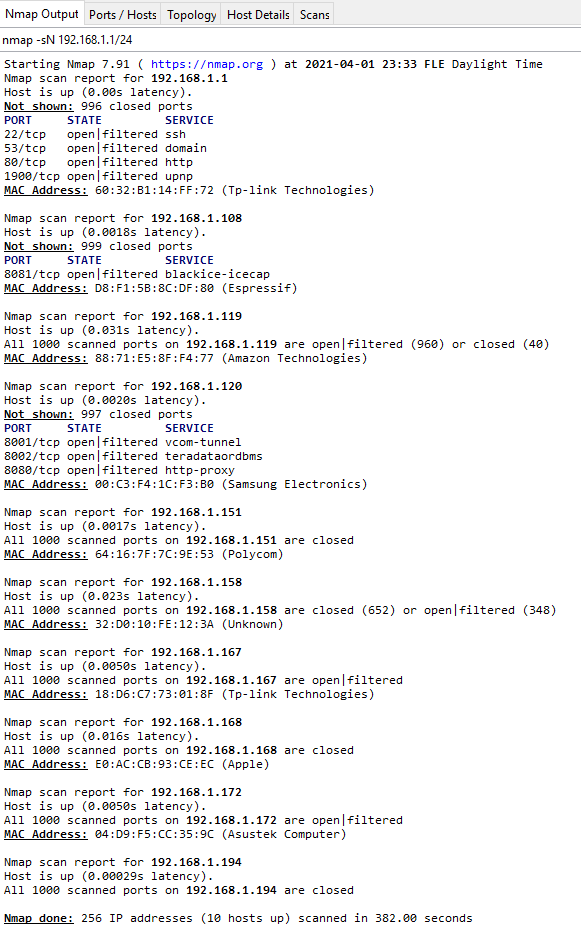 Nmap Output Ports / Hosts Topology Host Details Scans
nmap -sN 192.168.1.1/24
Starting Nmap 7.91 ( https://nmap.org ) at 2021-04-01 23:33 FLE Daylight Time
Nmap scan report for 192.168.1.1
Host is up (0.00s latency).
Not shown: 996 closed ports
PORT STATE SERVICE
22/tcp open|filtered ssh
53/tcp open|filtered domain
80/tcp open|filtered http
1900/tcp open|filtered upnp
MAC Address: 60:32:B1:14:FF:72 (Tp-link Technologies)
Nmap scan report for 192.168.1.108
Host is up (0.0018s latency).
Not shown: 999 closed ports
PORT STATE SERVICE
8081/tcp open|filtered blackice-icecap
MAC Address: D8:F1:5B:8C:DF:80 (Espressif)
Nmap scan report for 192.168.1.119
Host is up (0.031s latency).
All 1000 scanned ports on 192.168.1.119 are open|filtered (960) or closed (40)
MAC Address: 88:71:E5:8F:F4:77 (Amazon Technologies)
Nmap scan report for 192.168.1.120
Host is up (0.0020s latency).
Not shown: 997 closed ports
PORT STATE SERVICE
8001/tcp open|filtered vcom-tunnel
8002/tcp open|filtered teradataordbms
8080/tcp open|filtered http-proxy
MAC Address: 00:C3:F4:1C:F3:B0 (Samsung Electronics)
Nmap scan report for 192.168.1.151
Host is up (0.0017s latency).
All 1000 scanned ports on 192.168.1.151 are closed
MAC Address: 64:16:7F:7C:9E:53 (Polycom)
Nmap scan report for 192.168.1.158
Host is up (0.023s latency).
All 1000 scanned ports on 192.168.1.158 are closed (652) or open|filtered (348)
MAC Address: 32:D0:10:FE:12:3A (Unknown)
Nmap scan report for 192.168.1.167
Host is up (0.0050s latency).
All 1000 scanned ports on 192.168.1.167 are open|filtered
MAC Address: 18:D6:C7:73:01:8F (Tp-link Technologies)
Nmap scan report for 192.168.1.168
Host is up (0.016s latency).
All 1000 scanned ports on 192.168.1.168 are closed
MAC Address: E0:AC:CB:93:CE:EC (Apple)
Nmap scan report for 192.168.1.172
Host is up (0.0050s latency).
All 1000 scanned ports on 192.168.1.172 are open|filtered
MAC Address: 04:D9:F5:CC:35:9C (Asustek Computer)
Nmap scan report for 192.168.1.194
Host is up (0.00029s latency).
All 1000 scanned ports on 192.168.1.194 are closed
Nmap done: 256 IP addresses (10 hosts up) scanned in 382.00 seconds